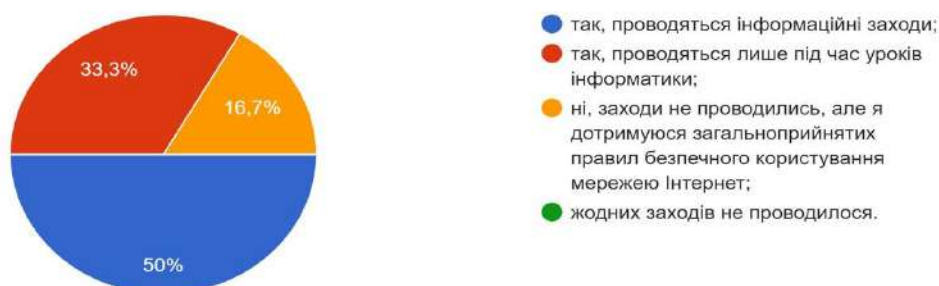 33,3%
16,7%
50%
так, проводяться інформаційні заходи;
так, проводяться лише під час уроків
інформатики;
ні, заходи не проводились, але я
дотримуюся загальноприйнятих
правил безпечного користування
мережею Інтернет;
жодних заходів не проводилося.